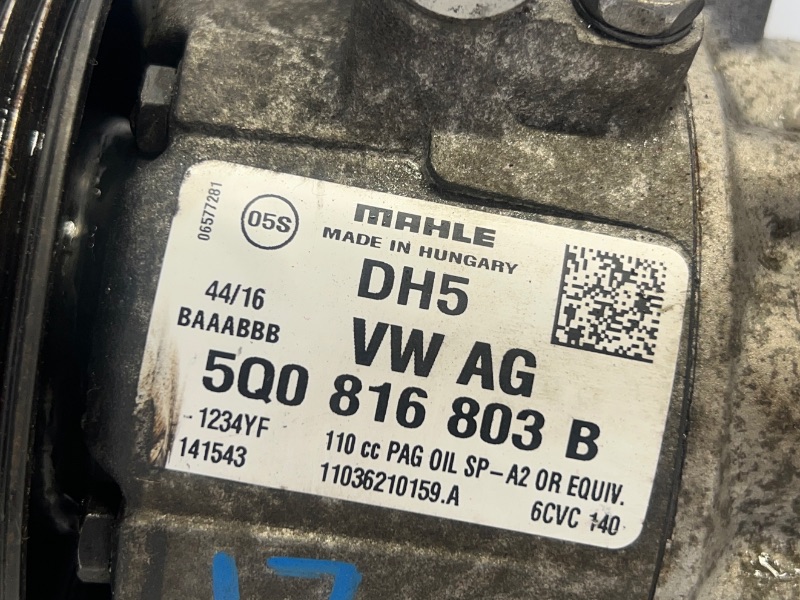 06577281
05S
MAHLE
MADE IN HUNGARY
DH5
44/16
BAAABBB
VW AG
5Q0 816 803 B
-1234YF
141543
110 cc PAG OIL SP-A2 OR EQUIV.
11036210159.A
6CVC 140
17